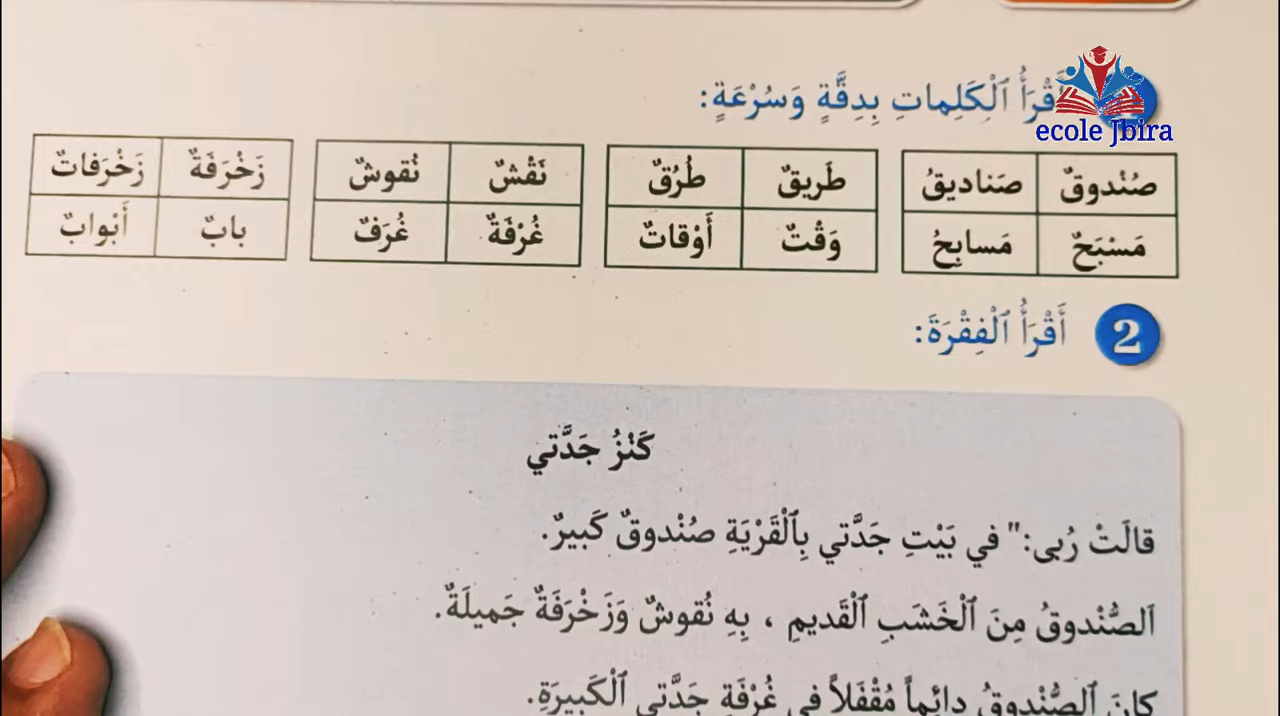 أَقْرَأُ ٱلْكَلِماتِ بِدِقَّةٍ وَسُرْعَةٍ:
ecole Jbira
صُنْدوقٌ صَناديقُ طَريقٌ طُرُقٌ نَقْشٌ نُقوشٌ زَخْرَفَةٌ زَخْرَفاتٌ
مَسْبَحٌ مَسابِحُ وَقْتٌ أَوْقاتٌ غُرْفَةٌ غُرَفٌ بابٌ أَبْوابٌ
2 أَقْرَأُ ٱلْفِقْرَةَ:
كَنْزُ جَدَّتي
قالَتْ رُبى: " في بَيْتِ جَدَّتي بِٱلْقَرْيَةِ صُنْدوقٌ كَبيرٌ.
اَلصُّنْدوقُ مِنَ ٱلْخَشَبِ ٱلْقَديمِ ، بِهِ نُقوشٌ وَزَخْرَفَةٌ جَميلَةٌ.
كانَ ٱلصُّنْدوقُ دائِماً مُقْفَلاً في غُرْفَةِ جَدَّتي ٱلْكَبيرَةِ.